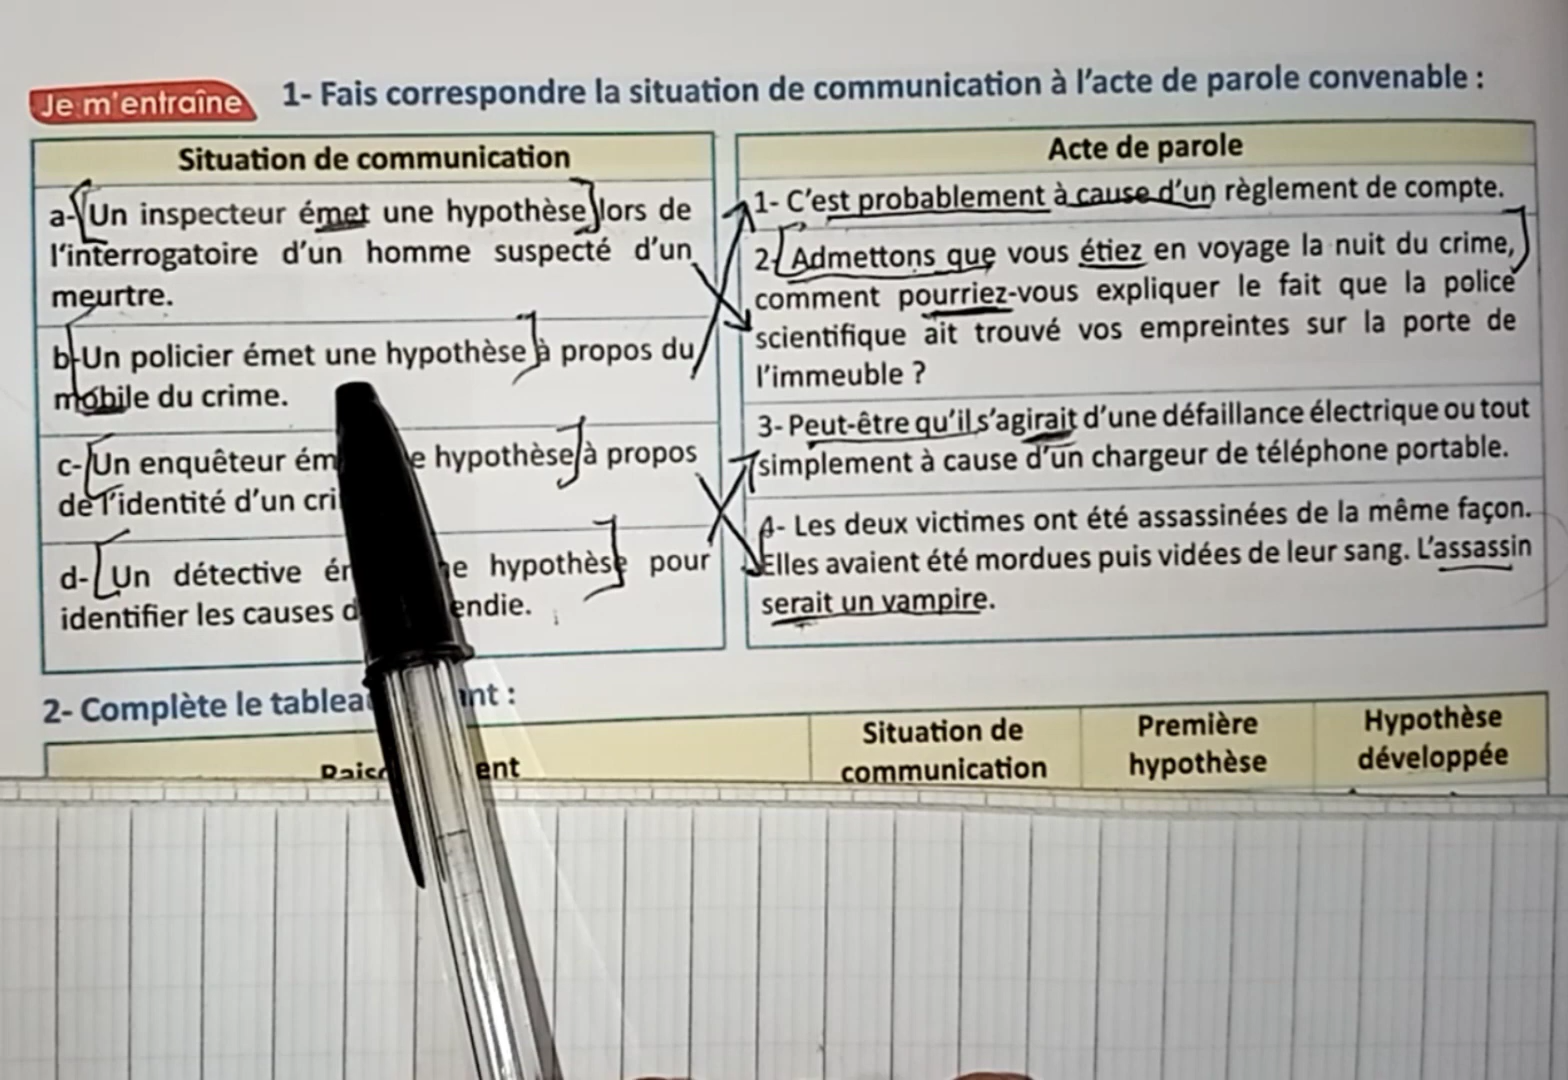 Je m'entraîne 1- Fais correspondre la situation de communication à l'acte de parole convenable :
Situation de communication
a- Un inspecteur émet une hypothèse lors de
l'interrogatoire d'un homme suspecté d'un
meurtre.
b- Un policier émet une hypothèse à propos du
mobile du crime.
c- Un enquêteur ém e hypothèse à propos
de l'identité d'un cri
d- Un détective ém ne hypothèse pour
identifier les causes d endie.
Acte de parole
1- C'est probablement à cause d'un règlement de compte.
2- Admettons que vous étiez en voyage la nuit du crime,
comment pourriez-vous expliquer le fait que la police
scientifique ait trouvé vos empreintes sur la porte de
l'immeuble ?
3- Peut-être qu'il s'agirait d'une défaillance électrique ou tout
simplement à cause d'un chargeur de téléphone portable.
4- Les deux victimes ont été assassinées de la même façon.
Elles avaient été mordues puis vidées de leur sang. L'assassin
serait un vampire.
2- Complète le tablea nt :
ent
Situation de
communication
Première
hypothèse
Hypothèse
développée